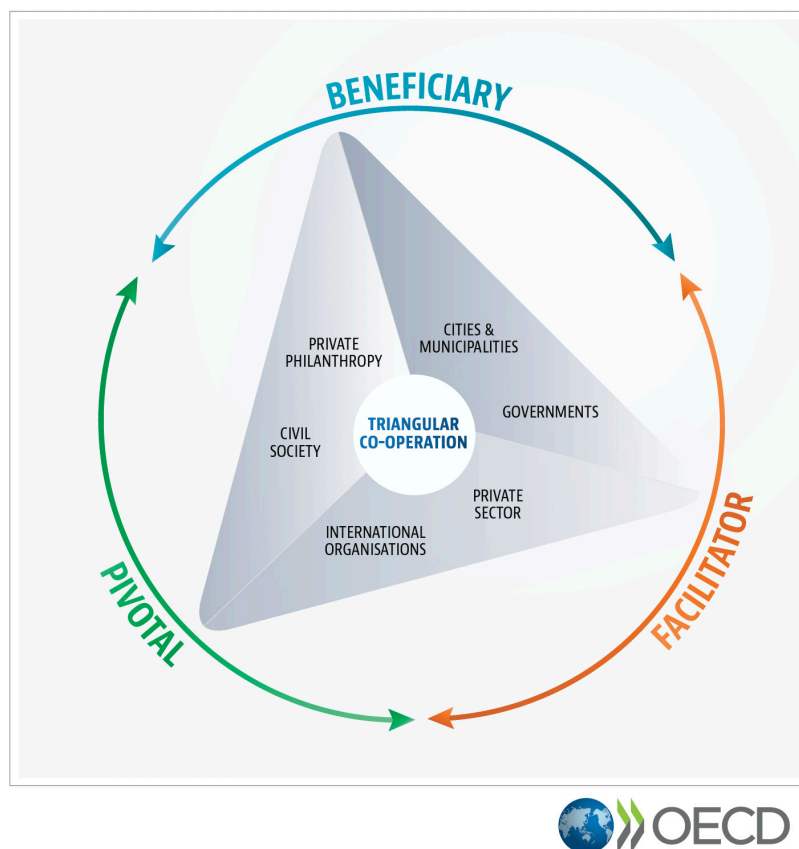 BENEFICIARY
CITIES &
MUNICIPALITIES
PRIVATE
PHILANTHROPY
GOVERNMENTS
TRIANGULAR
CO-OPERATION
CIVIL
SOCIETY
PRIVATE
SECTOR
INTERNATIONAL
ORGANISATIONS
PIVOTAL
FACILITATOR
OECD